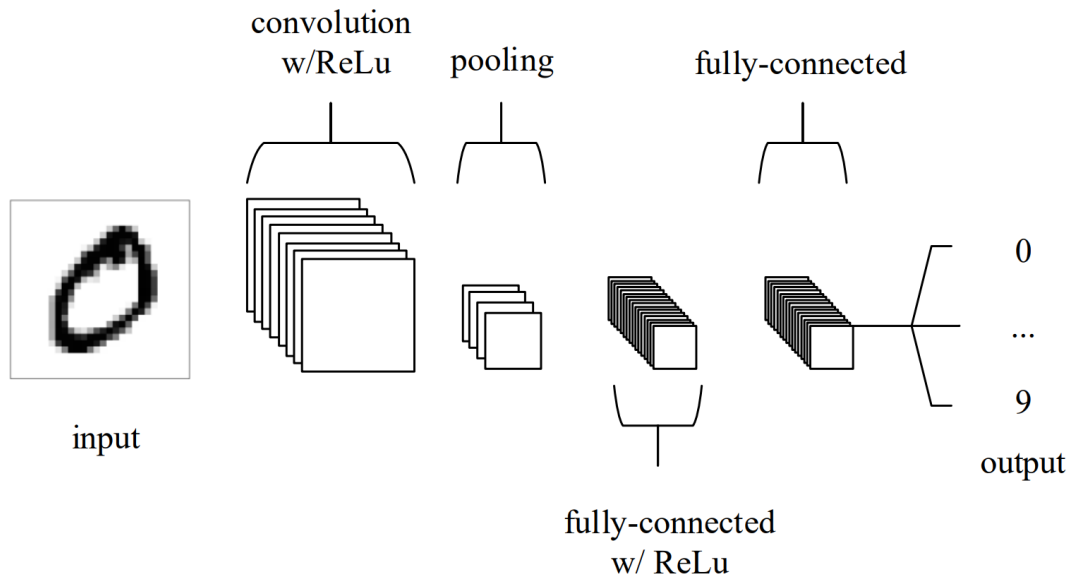 convolution
w/ReLu
pooling
fully-connected
0
...
9
input
output
fully-connected
w/ ReLu